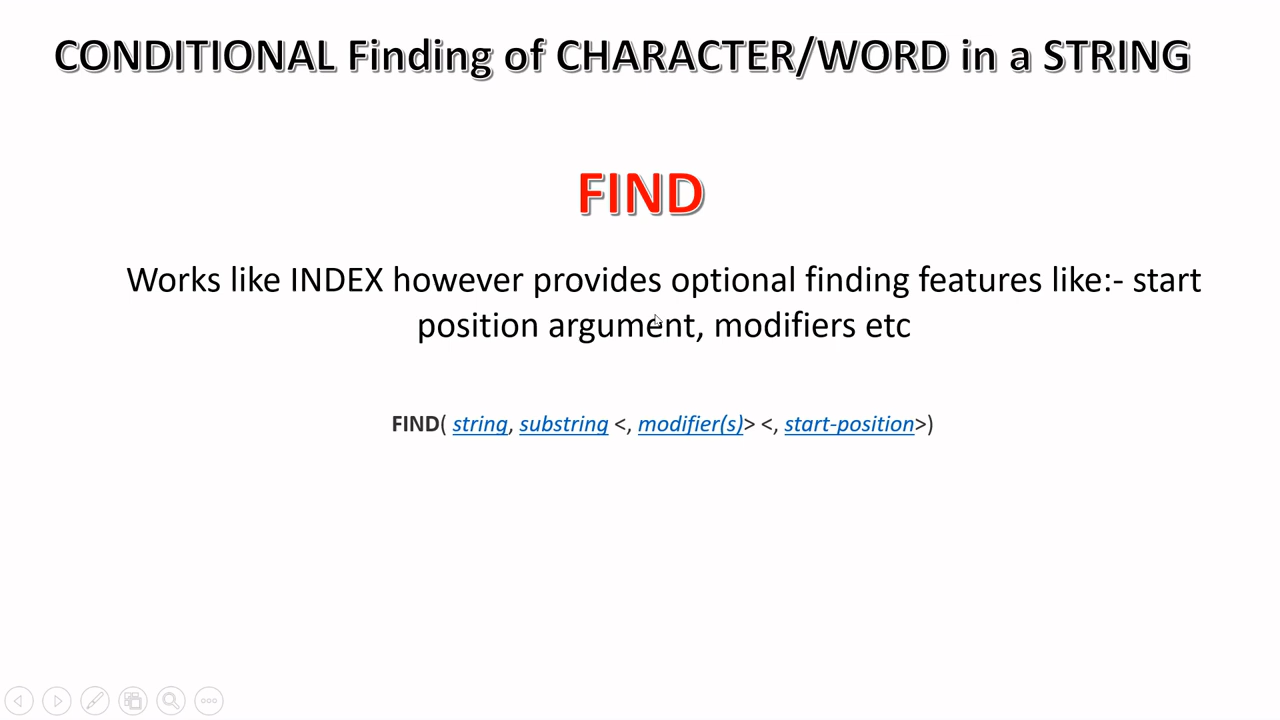 CONDITIONAL Finding of CHARACTER/WORD in a STRING
FIND
Works like INDEX however provides optional finding features like:- start
position argument, modifiers etc
FIND( string, substring <, modifier(s)> <, start-position>)